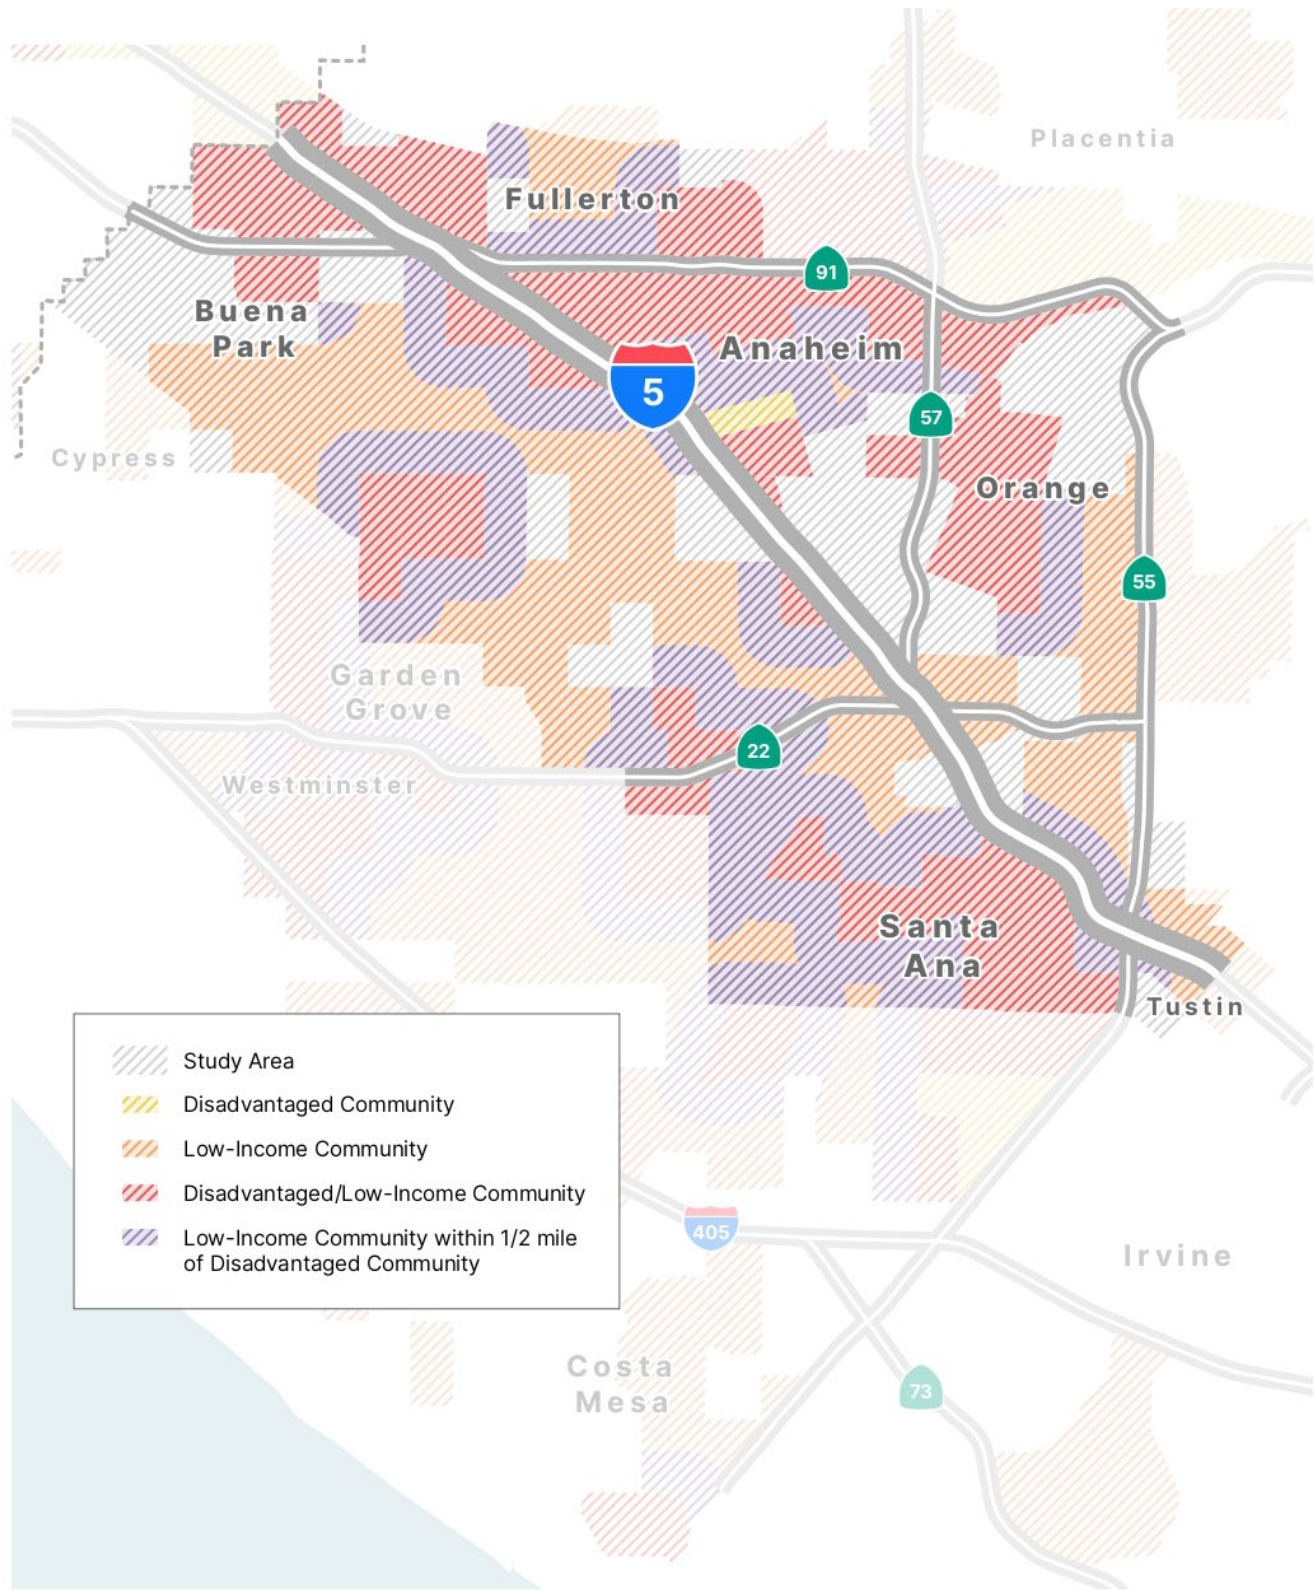 Placentia
Fullerton
91
Buena
Park
Anaheim
5
57
Cypress
Orange
55
Garden
Grove
22
Westminster
Santa
Ana
Tustin
Study Area
Disadvantaged Community
Low-Income Community
Disadvantaged/Low-Income Community
Low-Income Community within 1/2 mile
of Disadvantaged Community
405
Irvine
Costa
Mesa
73